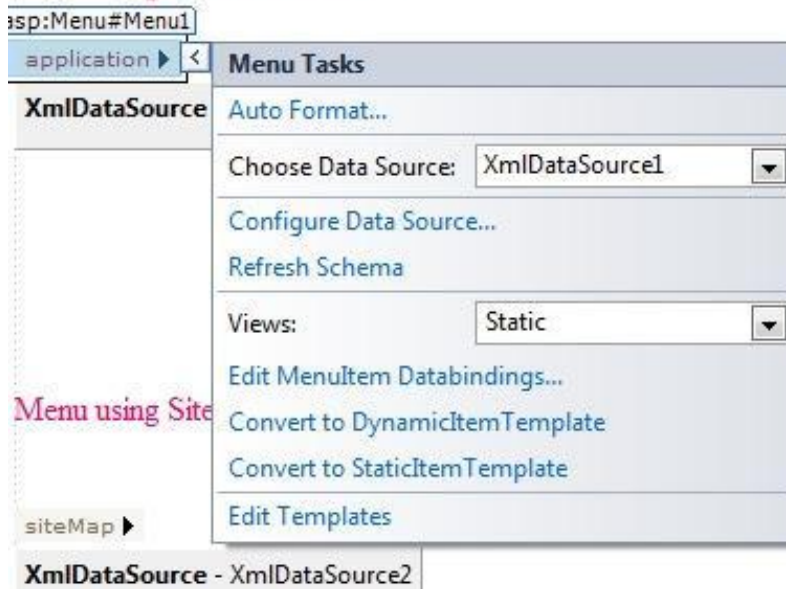 asp:Menu#Menu1
application
Menu Tasks
XmlDataSource
Auto Format...
Choose Data Source: XmlDataSource1
Configure Data Source...
Refresh Schema
Views: Static
Edit MenuItem Databindings...
Menu using Site
Convert to DynamicItemTemplate
Convert to StaticItemTemplate
siteMap
Edit Templates
XmlDataSource - XmlDataSource2